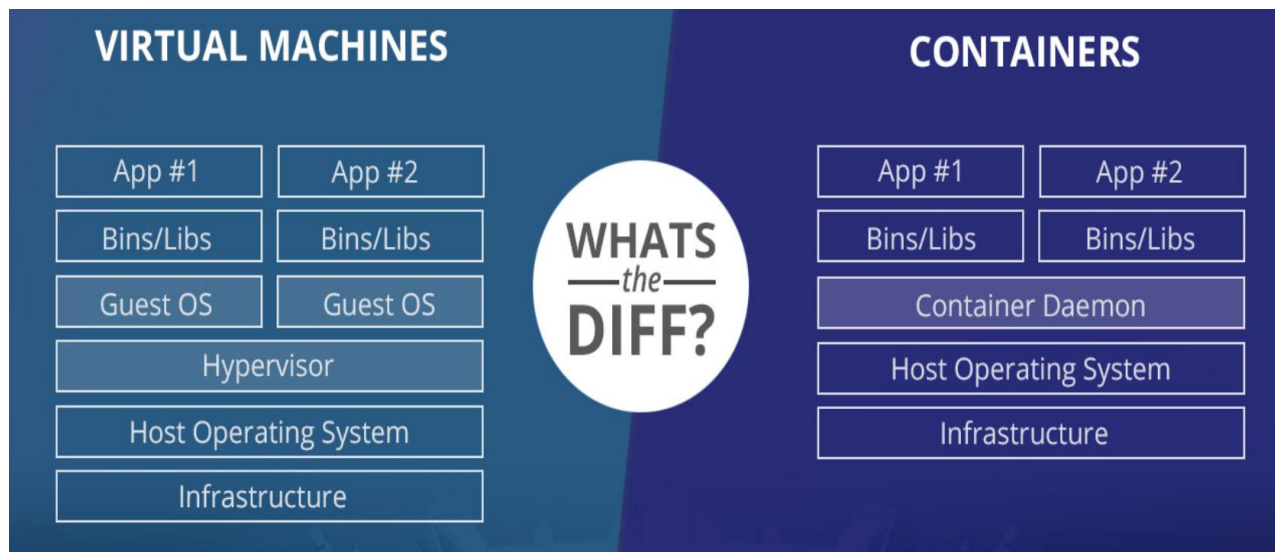 VIRTUAL MACHINES
App #1
App #2
Bins/Libs
Bins/Libs
Guest OS
Guest OS
Hypervisor
Host Operating System
Infrastructure
WHATS
the
DIFF?
CONTAINERS
App #1
App #2
Bins/Libs
Bins/Libs
Container Daemon
Host Operating System
Infrastructure